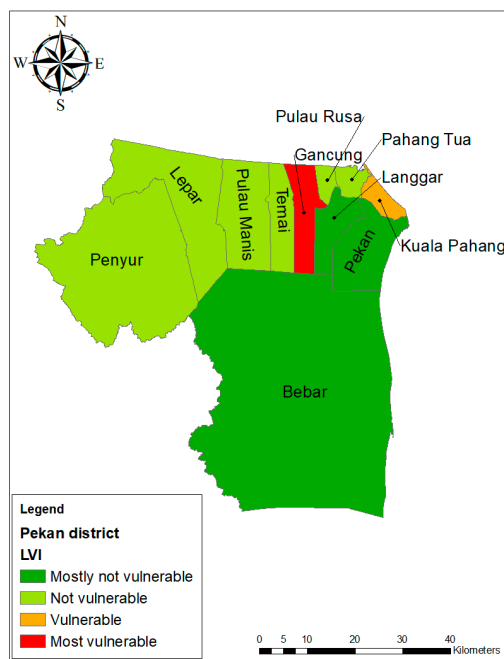 N
W E
S
Pulau Rusa
Gancung
Pahang Tua
Langgar
Lepar
Pulau Manis
Temai
Penyur
Pekan
Kuala Pahang
Bebar
Legend
Pekan district
LVI
Mostly not vulnerable
Not vulnerable
Vulnerable
Most vulnerable
0 5 10 20 30 40
Kilometers